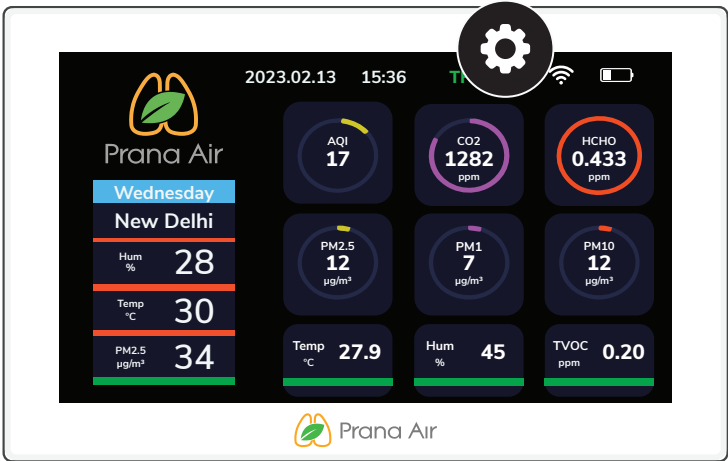 2023.02.13 15:36
Prana Air
Wednesday
New Delhi
Hum
%
28
Temp
°C
30
PM2.5
µg/m³
34
AQI
17
CO2
1282
ppm
HCHO
0.433
ppm
PM2.5
12
µg/m³
PM1
7
µg/m³
PM10
12
µg/m³
Temp
°C
27.9
Hum
%
45
TVOC
ppm
0.20
Prana Air